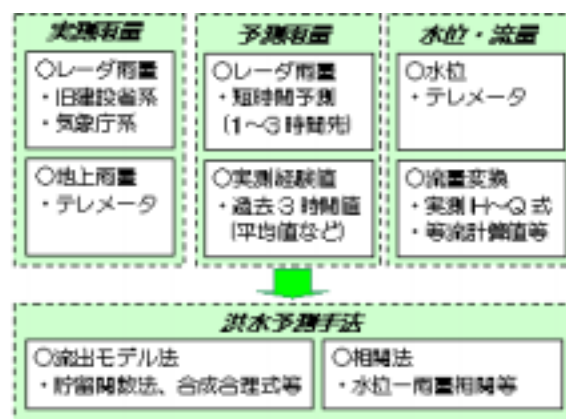 実測雨量
○レーダ雨量
・旧建設省系
・気象庁系
○地上雨量
・テレメータ
予測雨量
○レーダ雨量
・短時間予測
(1～3時間先)
○実測経験値
・過去3時間値
(平均値など)
水位・流量
○水位
・テレメータ
○流量変換
・実測H～Q式
・等流計算値等
洪水予測手法
○流出モデル法
・貯留関数法、合成合理式等
○相関法
・水位－雨量相関等